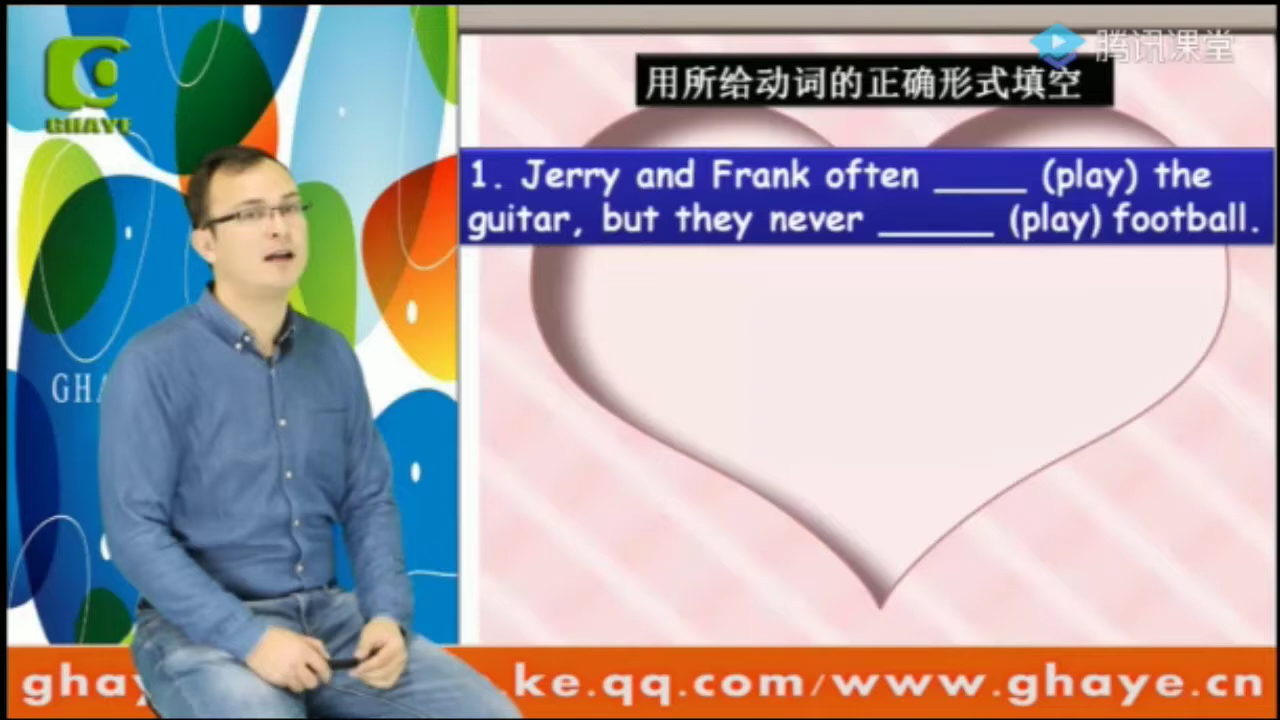 GHAYE
腾讯课堂
用所给动词的正确形式填空
1. Jerry and Frank often ____ (play) the
guitar, but they never _____ (play) football.
GHA
ghay
.ke.qq.com/www.ghaye.cn